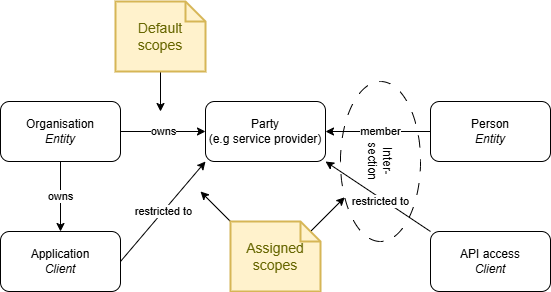 Default
scopes
Organisation
Entity
owns
Party
(e.g service provider)
member
Person
Entity
Inter-
section
owns
restricted to
restricted to
Application
Client
Assigned
scopes
API access
Client